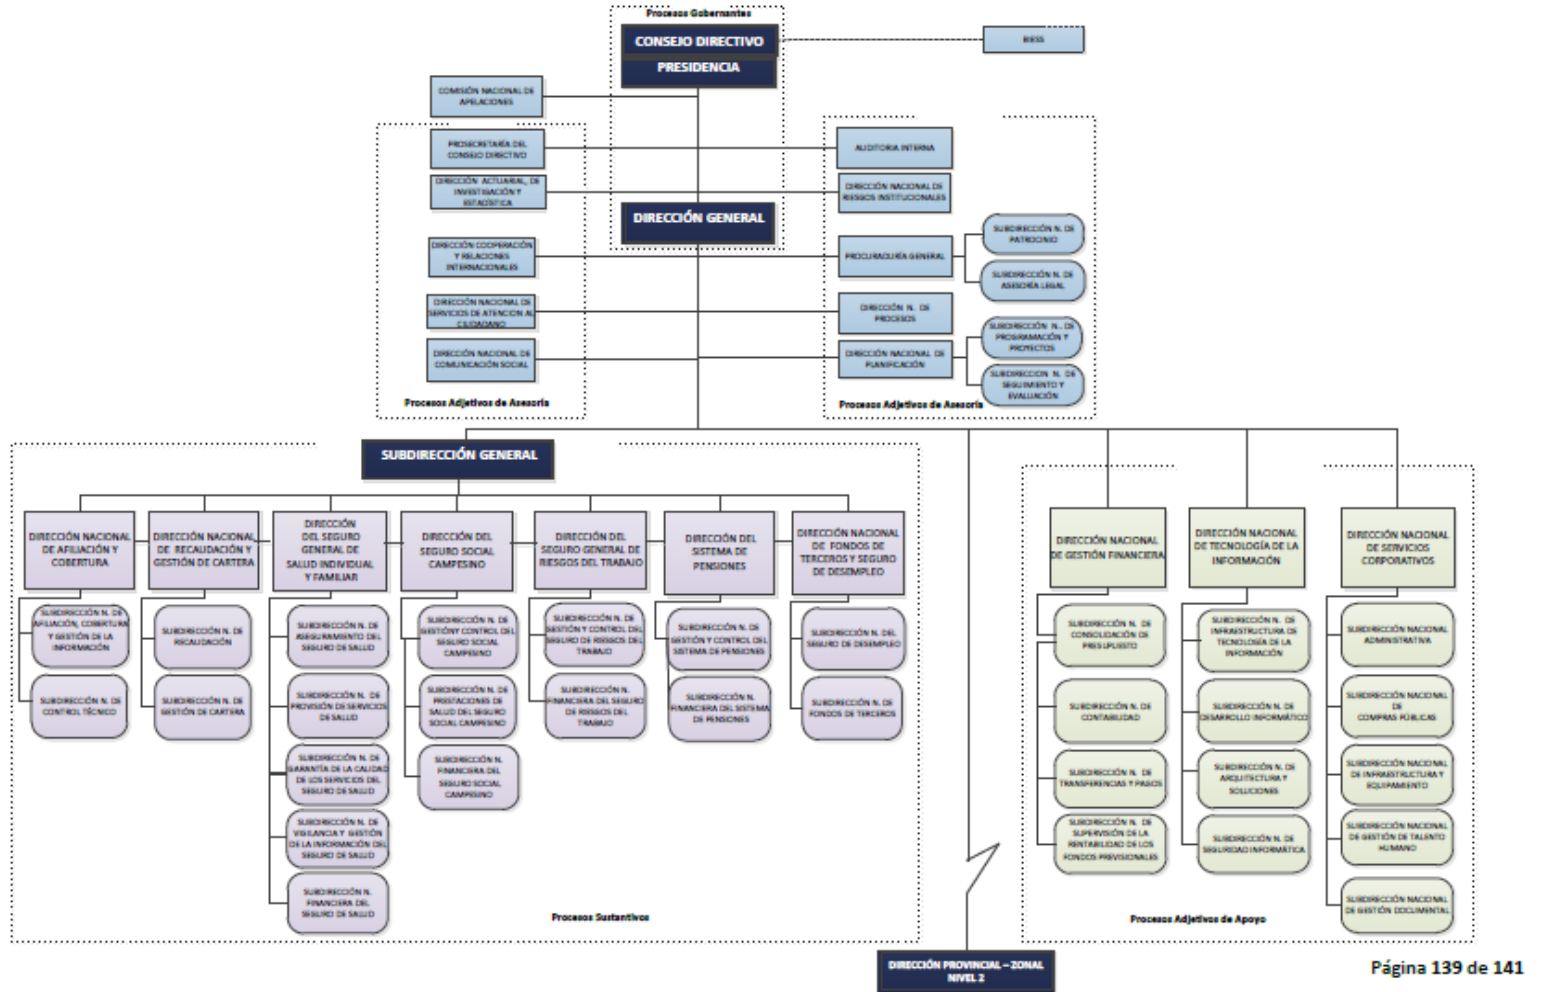 Procesos Gobernantes
CONSEJO DIRECTIVO
PRESIDENCIA
BIESS
COMISIÓN NACIONAL DE
APELACIONES
PROSECRETARÍA DEL
CONSEJO DIRECTIVO
AUDITORIA INTERNA
DIRECCIÓN ACTUARIAL, DE
INVESTIGACIÓN Y
ESTADÍSTICA
DIRECCIÓN NACIONAL DE
RIESGOS INSTITUCIONALES
DIRECCIÓN GENERAL
DIRECCIÓN COOPERACIÓN
Y RELACIONES
INTERNACIONALES
PROCURADURÍA GENERAL
SUBDIRECCIÓN N. DE
PATROCINIO
SUBDIRECCIÓN N. DE
ASESORÍA LEGAL
DIRECCIÓN NACIONAL DE
SERVICIOS DE ATENCION AL
CIUDADANO
DIRECCIÓN N. DE
PROCESOS
DIRECCIÓN NACIONAL DE
COMUNICACIÓN SOCIAL
DIRECCIÓN NACIONAL DE
PLANIFICACIÓN
SUBDIRECCIÓN N.. DE
PROGRAMACIÓN Y
PROYECTOS
SUBDIRECCION N. DE
SEGUIMIENTO Y
EVALUACIÓN
Procesos Adjetivos de Asesoría
Procesos Adjetivos de Asesoría
SUBDIRECCIÓN GENERAL
DIRECCIÓN NACIONAL
DE AFILIACIÓN Y
COBERTURA
SUBDIRECCIÓN N. DE
AFILIACIÓN, COBERTURA
Y GESTIÓN DE LA
INFORMACIÓN
SUBDIRECCIÓN N. DE
CONTROL TÉCNICO
DIRECCIÓN NACIONAL
DE RECAUDACIÓN Y
GESTIÓN DE CARTERA
SUBDIRECCIÓN N. DE
RECAUDACIÓN
SUBDIRECCIÓN N. DE
GESTIÓN DE CARTERA
DIRECCIÓN
DEL SEGURO
GENERAL DE
SALUD INDIVIDUAL
Y FAMILIAR
SUBDIRECCIÓN N. DE
ASEGURAMIENTO DEL
SEGURO DE SALUD
SUBDIRECCIÓN N. DE
PROVISIÓN DE SERVICIOS
DE SALUD
SUBDIRECCIÓN N. DE
GARANTÍA DE LA CALIDAD
DE LOS SERVICIOS DEL
SEGURO DE SALUD
SUBDIRECCIÓN N. DE
VIGILANCIA Y GESTIÓN
DE LA INFORMACIÓN DEL
SEGURO DE SALUD
SUBDIRECCIÓN N.
FINANCIERA DEL
SEGURO DE SALUD
DIRECCIÓN DEL
SEGURO SOCIAL
CAMPESINO
SUBDIRECCIÓN N. DE
GESTIÓNY CONTROL DEL
SEGURO SOCIAL
CAMPESINO
SUBDIRECCIÓN N. DE
PRESTACIONES DE
SALUD DEL SEGURO
SOCIAL CAMPESINO
SUBDIRECCIÓN N.
FINANCIERA DEL
SEGURO SOCIAL
CAMPESINO
DIRECCIÓN DEL
SEGURO GENERAL DE
RIESGOS DEL TRABAJO
SUBDIRECCIÓN N. DE
GESTIÓN Y CONTROL DEL
SEGURO DE RIESGOS DEL
TRABAJO
SUBDIRECCIÓN N.
FINANCIERA DEL SEGURO
DE RIESGOS DEL
TRABAJO
DIRECCIÓN DEL
SISTEMA DE
PENSIONES
SUBDIRECCIÓN N. DE
GESTIÓN Y CONTROL DEL
SISTEMA DE PENSIONES
SUBDIRECCIÓN N.
FINANCIERA DEL SISTEMA
DE PENSIONES
DIRECCIÓN NACIONAL
DE FONDOS DE
TERCEROS Y SEGURO
DE DESEMPLEO
SUBDIRECCIÓN N. DEL
SEGURO DE DESEMPLEO
SUBDIRECCIÓN N. DE
FONDOS DE TERCEROS
Procesos Sustantivos
DIRECCIÓN NACIONAL
DE GESTIÓN FINANCIERA
SUBDIRECCIÓN N. DE
CONSOLIDACIÓN DE
PRESUPUESTO
SUBDIRECCIÓN N. DE
CONTABILIDAD
SUBDIRECCIÓN N. DE
TRANSFERENCIAS Y PAGOS
SUBDIRECCIÓN N. DE
SUPERVISIÓN DE LA
RENTABILIDAD DE LOS
FONDOS PREVISIONALES
DIRECCIÓN NACIONAL
DE TECNOLOGÍA DE LA
INFORMACIÓN
SUBDIRECCIÓN N. DE
INFRAESTRUCTURA DE
TECNOLOGÍA DE LA
INFORMACIÓN
SUBDIRECCIÓN N. DE
DESARROLLO INFORMÁTICO
SUBDIRECCIÓN N. DE
ARQUITECTURA Y
SOLUCIONES
SUBDIRECCIÓN N. DE
SEGURIDAD INFORMÁTICA
DIRECCIÓN NACIONAL
DE SERVICIOS
CORPORATIVOS
SUBDIRECCIÓN NACIONAL
ADMINISTRATIVA
SUBDIRECCIÓN NACIONAL
DE
COMPRAS PÚBLICAS
SUBDIRECCIÓN NACIONAL
DE INFRAESTRUCTURA Y
EQUIPAMIENTO
SUBDIRECCIÓN NACIONAL
DE GESTIÓN DE TALENTO
HUMANO
SUBDIRECCIÓN NACIONAL
DE GESTIÓN DOCUMENTAL
Procesos Adjetivos de Apoyo
DIRECCIÓN PROVINCIAL – ZONAL
NIVEL 2
Página 139 de 141